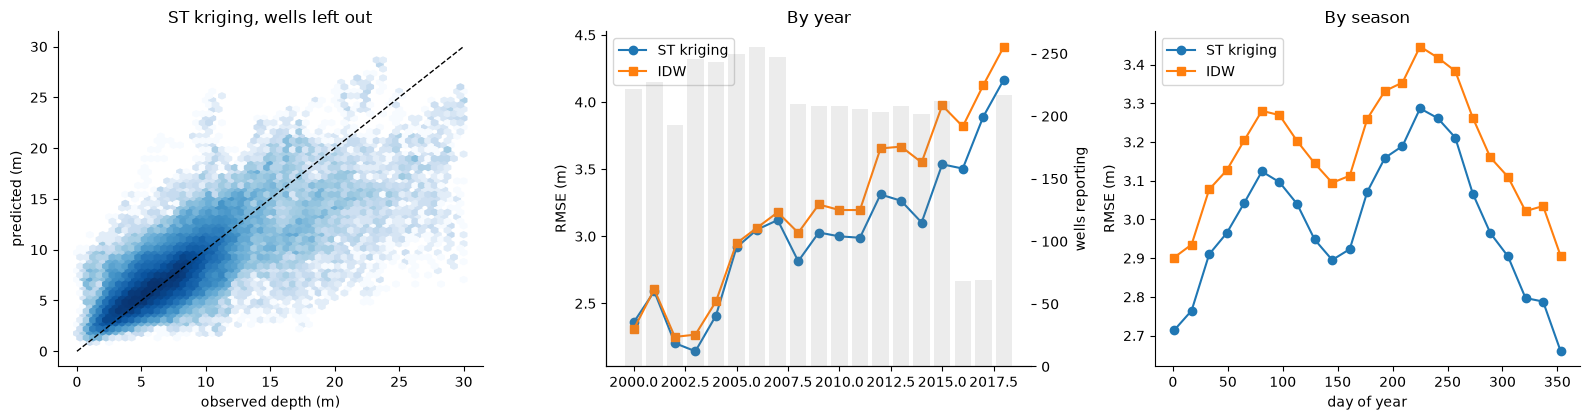 ST kriging, wells left out
30
25
20
15
10
5
0
predicted (m)
0 5 10 15 20 25 30
observed depth (m)
By year
ST kriging
IDW
4.5
4.0
3.5
3.0
2.5
RMSE (m)
250
200
150
100
50
0
wells reporting
2000.0 2002.5 2005.0 2007.5 2010.0 2012.5 2015.0 2017.5
By season
ST kriging
IDW
3.4
3.3
3.2
3.1
3.0
2.9
2.8
2.7
RMSE (m)
0 50 100 150 200 250 300 350
day of year